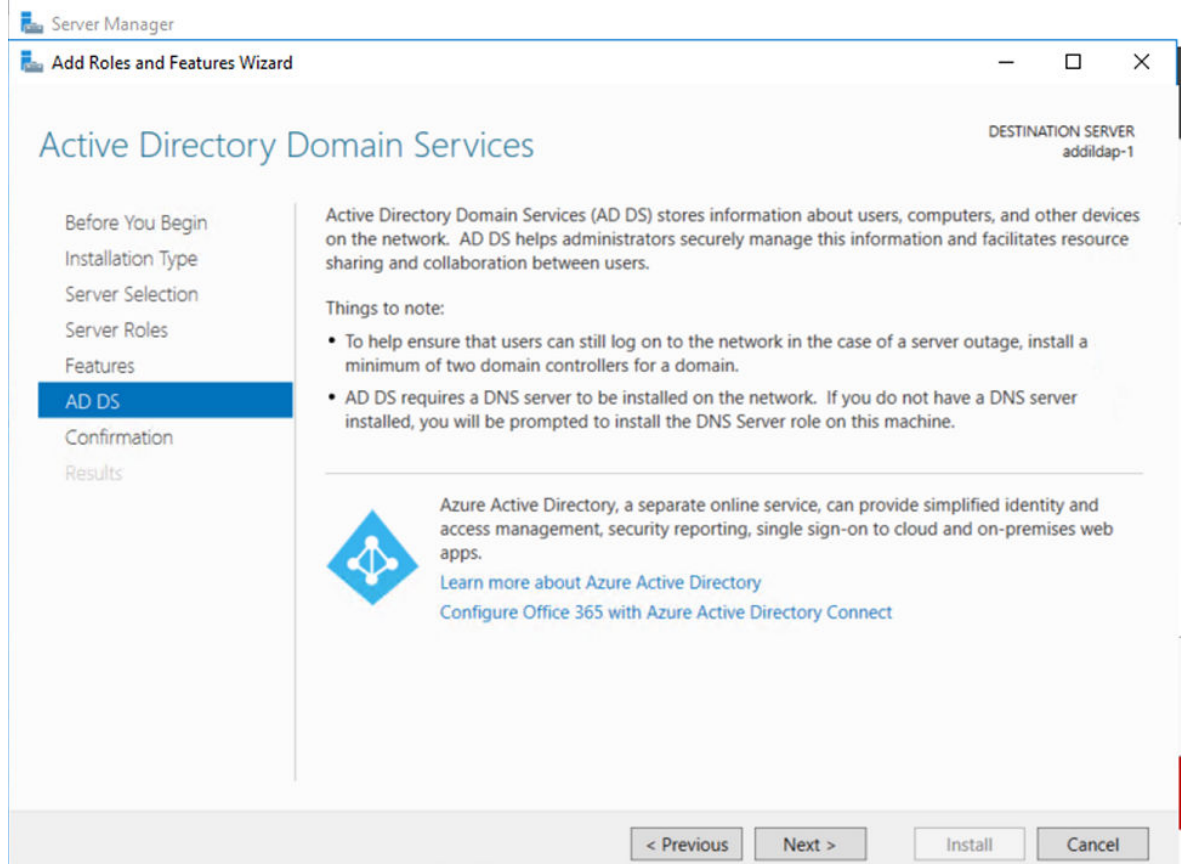 Server Manager
Add Roles and Features Wizard
Active Directory Domain Services
DESTINATION SERVER
addildap-1
Before You Begin
Installation Type
Server Selection
Server Roles
Features
AD DS
Confirmation
Results
Active Directory Domain Services (AD DS) stores information about users, computers, and other devices
on the network.  AD DS helps administrators securely manage this information and facilitates resource
sharing and collaboration between users.
Things to note:
• To help ensure that users can still log on to the network in the case of a server outage, install a
minimum of two domain controllers for a domain.
• AD DS requires a DNS server to be installed on the network.  If you do not have a DNS server
installed, you will be prompted to install the DNS Server role on this machine.
Azure Active Directory, a separate online service, can provide simplified identity and
access management, security reporting, single sign-on to cloud and on-premises web
apps.
Learn more about Azure Active Directory
Configure Office 365 with Azure Active Directory Connect
< Previous
Next >
Install
Cancel